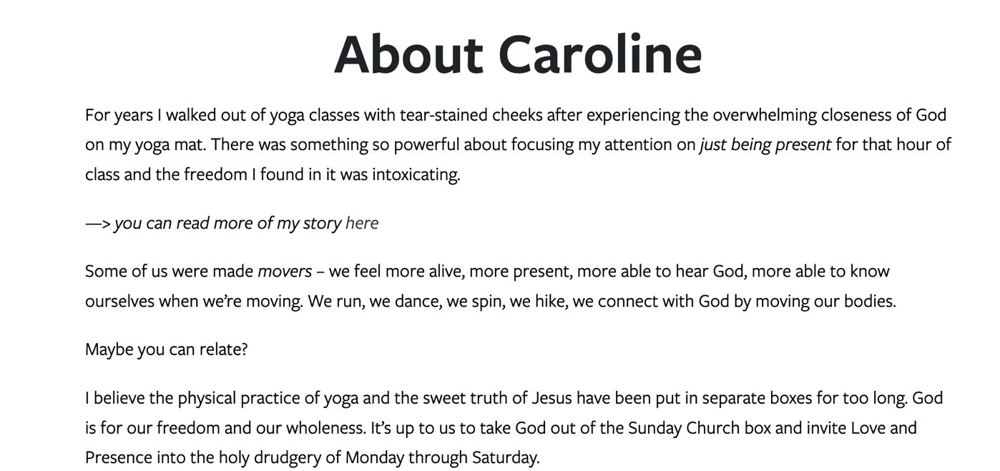 About Caroline
For years I walked out of yoga classes with tear-stained cheeks after experiencing the overwhelming closeness of God
on my yoga mat. There was something so powerful about focusing my attention on just being present for that hour of
class and the freedom I found in it was intoxicating.
—> you can read more of my story here
Some of us were made movers – we feel more alive, more present, more able to hear God, more able to know
ourselves when we’re moving. We run, we dance, we spin, we hike, we connect with God by moving our bodies.
Maybe you can relate?
I believe the physical practice of yoga and the sweet truth of Jesus have been put in separate boxes for too long. God
is for our freedom and our wholeness. It’s up to us to take God out of the Sunday Church box and invite Love and
Presence into the holy drudgery of Monday through Saturday.